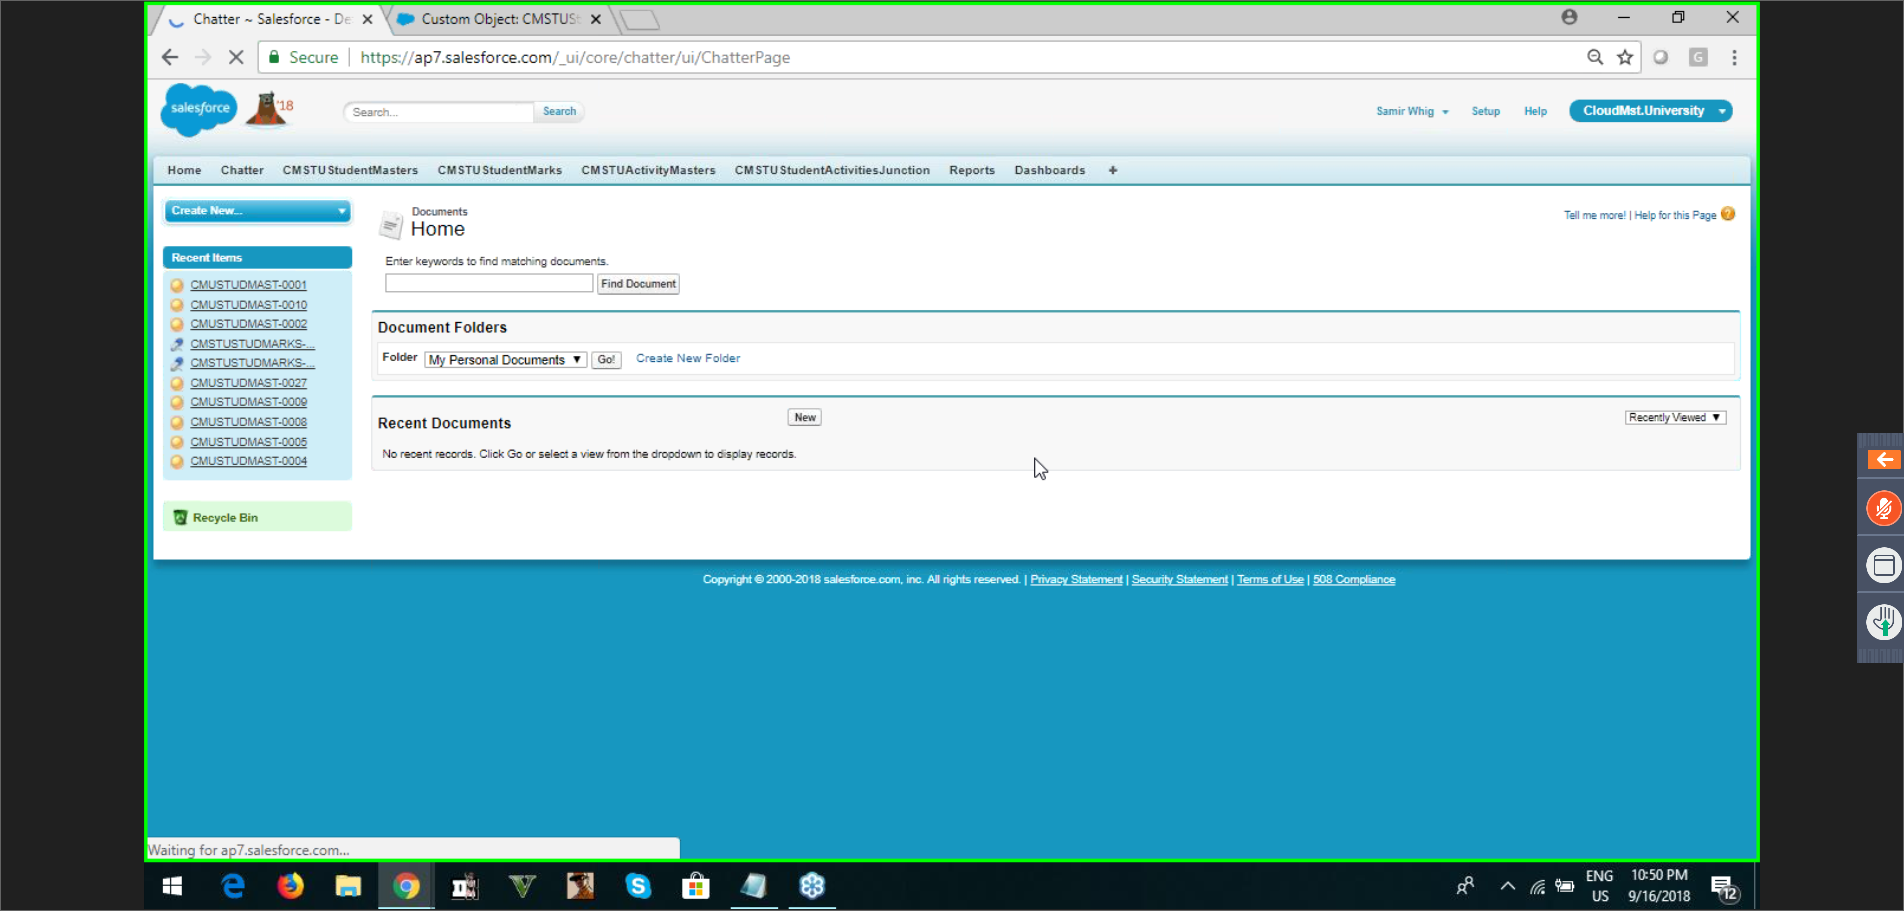 Chatter ~ Salesforce - De
Custom Object: CMSTUSt
Secure
https://ap7.salesforce.com/_ui/core/chatter/ui/ChatterPage
G
salesforce
'18
Search...
Search
Samir Whig
Setup
Help
CloudMst.University
Home
Chatter
CMSTUStudentMasters
CMSTUStudentMarks
CMSTUActivityMasters
CMSTUStudentActivitiesJunction
Reports
Dashboards
+
Create New...
Documents
Home
Tell me more! | Help for this Page
?
Recent Items
CMUSTUDMAST-0001
CMUSTUDMAST-0010
CMUSTUDMAST-0002
CMSTUSTUDMARKS-...
CMSTUSTUDMARKS-...
CMUSTUDMAST-0027
CMUSTUDMAST-0009
CMUSTUDMAST-0008
CMUSTUDMAST-0005
CMUSTUDMAST-0004
Recycle Bin
Enter keywords to find matching documents.
Find Document
Document Folders
Folder
My Personal Documents
Go!
Create New Folder
Recent Documents
New
Recently Viewed
No recent records. Click Go or select a view from the dropdown to display records.
Copyright © 2000-2018 salesforce.com, inc. All rights reserved. | Privacy Statement | Security Statement | Terms of Use | 508 Compliance
Waiting for ap7.salesforce.com...
ENG
US
10:50 PM
9/16/2018
12